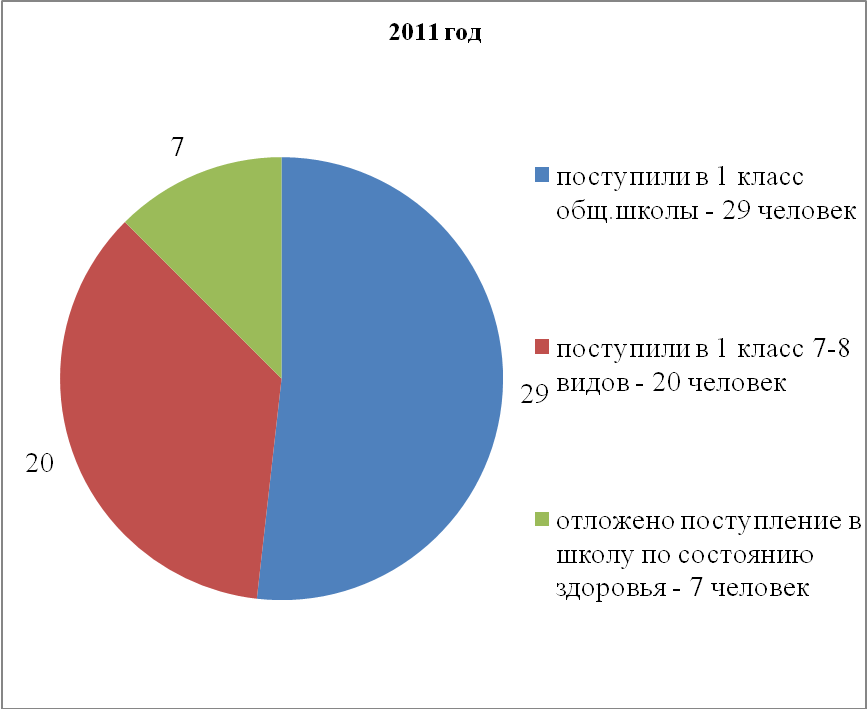 2011 год
7
поступили в 1 класс
общ.школы - 29 человек
поступили в 1 класс 7-8
видов - 20 человек
29
20
отложено поступление в
школу по состоянию
здоровья - 7 человек